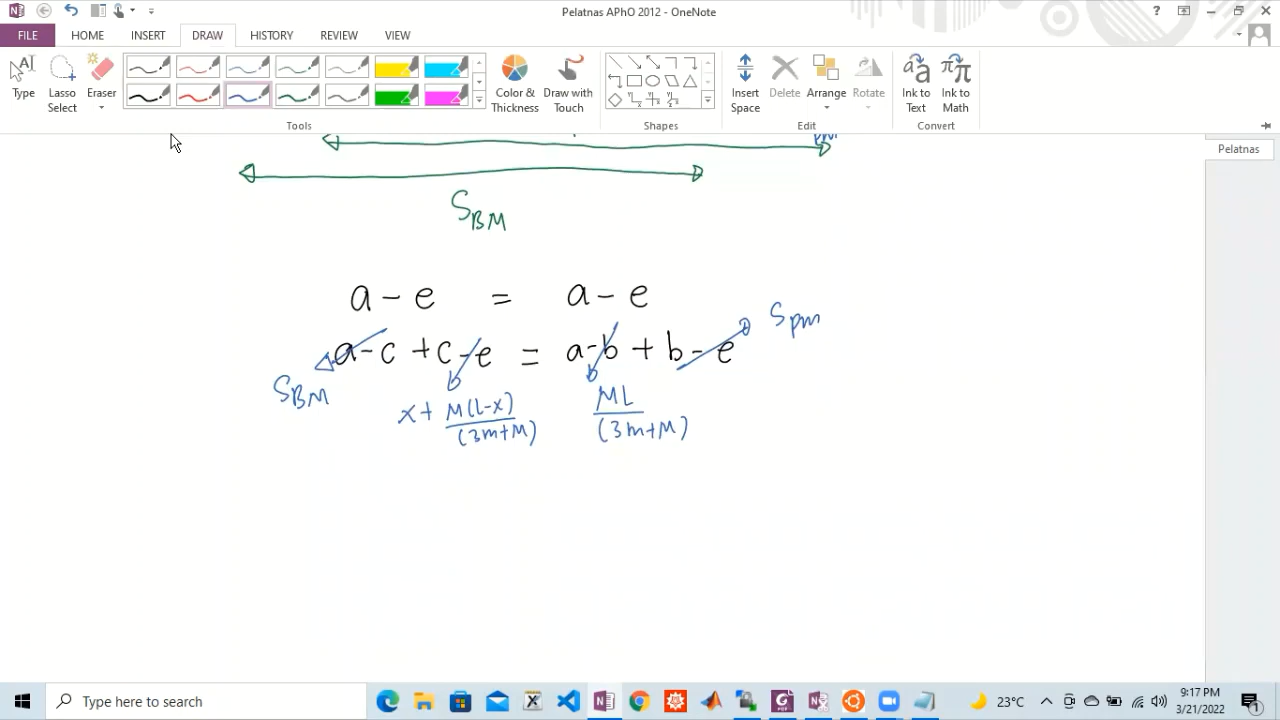 Pelatnas APhO 2012 - OneNote
FILE HOME INSERT DRAW HISTORY REVIEW VIEW
Type
Lasso Select
Eraser
Color & Thickness
Draw with Touch
Insert Space
Delete
Arrange
Rotate
Ink to Text
Ink to Math
Tools Shapes Edit Convert
Pelatnas
S_BM
a - e = a - e
a - c + c - e = a - b + b - e
S_pm
S_BM
x + M(L-x)/(3m+M)
ML/(3m+M)
Type here to search
23°C
9:17 PM
3/21/2022